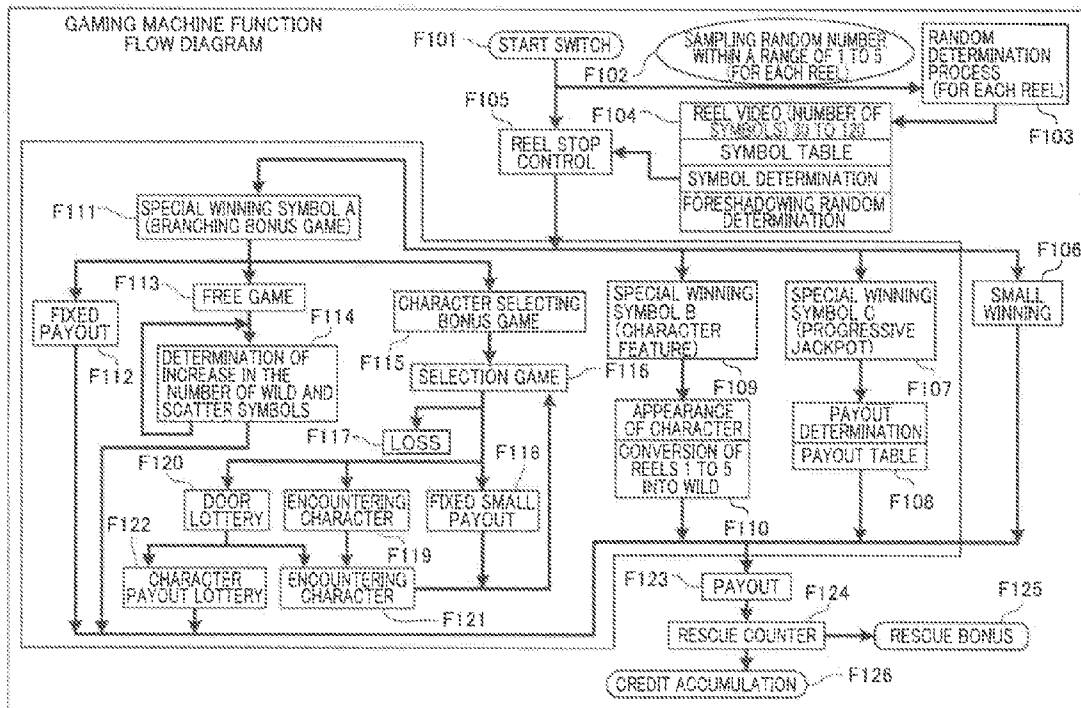 GAMING MACHINE FUNCTION
FLOW DIAGRAM
F101
START SWITCH
SAMPLING RANDOM NUMBER
WITHIN A RANGE OF 1 TO 5
(FOR EACH REEL)
F102
RANDOM
DETERMINATION
PROCESS
(FOR EACH REEL)
F103
F105
REEL STOP
CONTROL
F104
REEL VIDEO (NUMBER OF
SYMBOLS) 30 TO 120
SYMBOL TABLE
SYMBOL DETERMINATION
FORESHADOWING RANDOM
DETERMINATION
F111
SPECIAL WINNING SYMBOL A
(BRANCHING BONUS GAME)
F106
SMALL
WINNING
F113
FREE GAME
FIXED
PAYOUT
F112
F114
DETERMINATION OF
INCREASE IN THE
NUMBER OF WILD AND
SCATTER SYMBOLS
CHARACTER SELECTING
BONUS GAME
F115
SELECTION GAME
F116
SPECIAL WINNING
SYMBOL B
(CHARACTER
FEATURE)
F109
SPECIAL WINNING
SYMBOL C
(PROGRESSIVE
JACKPOT)
F107
APPEARANCE
OF CHARACTER
CONVERSION OF
REELS 1 TO 5
INTO WILD
F110
PAYOUT
DETERMINATION
PAYOUT TABLE
F108
F117
LOSS
F118
FIXED SMALL
PAYOUT
F120
DOOR
LOTTERY
ENCOUNTERING
CHARACTER
F119
F122
CHARACTER
PAYOUT LOTTERY
ENCOUNTERING
CHARACTER
F121
F123
PAYOUT
F124
RESCUE COUNTER
F125
RESCUE BONUS
CREDIT ACCUMULATION
F126